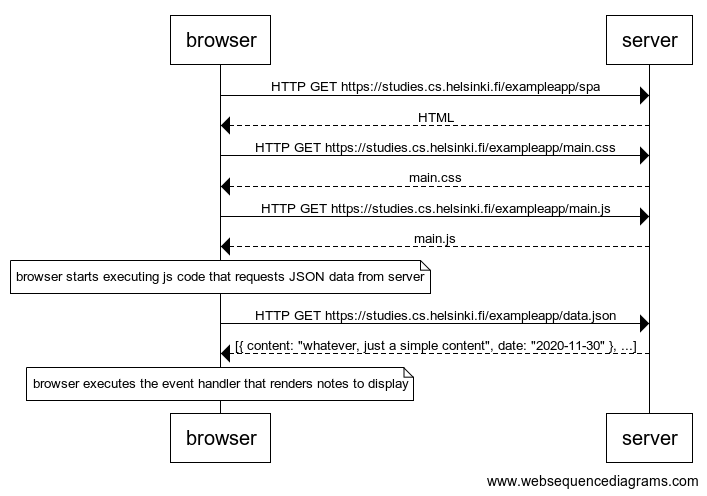 browser
server
HTTP GET https://studies.cs.helsinki.fi/exampleapp/spa
HTML
HTTP GET https://studies.cs.helsinki.fi/exampleapp/main.css
main.css
HTTP GET https://studies.cs.helsinki.fi/exampleapp/main.js
main.js
browser starts executing js code that requests JSON data from server
HTTP GET https://studies.cs.helsinki.fi/exampleapp/data.json
[{ content: "whatever, just a simple content", date: "2020-11-30" }, ...]
browser executes the event handler that renders notes to display
browser
server
www.websequencediagrams.com